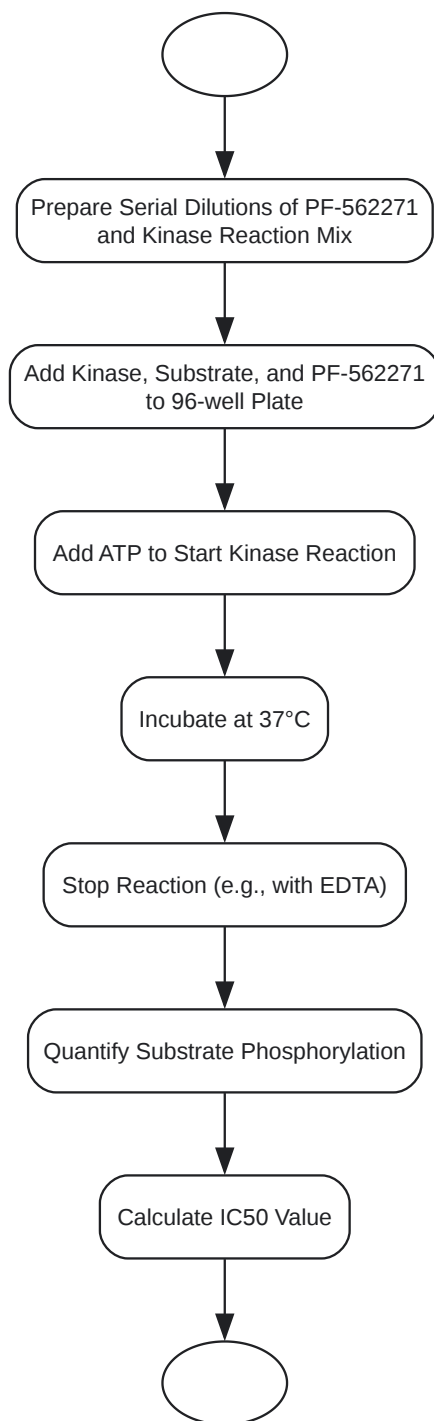 Prepare Serial Dilutions of PF-562271
and Kinase Reaction Mix
Add Kinase, Substrate, and PF-562271
to 96-well Plate
Add ATP to Start Kinase Reaction
Incubate at 37°C
Stop Reaction (e.g., with EDTA)
Quantify Substrate Phosphorylation
Calculate IC50 Value